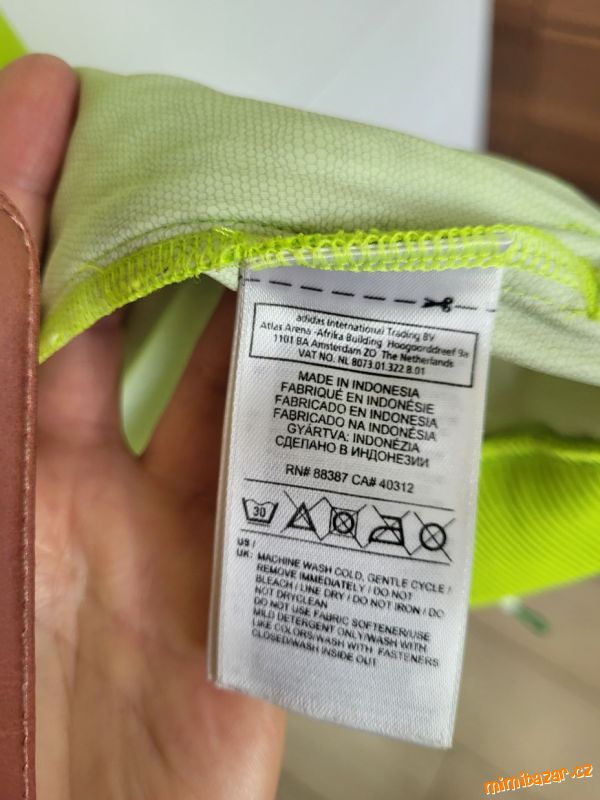 adidas International Trading BV
Atlas Arena -Afrika Building Hoogoorddreef 9a
1101 BA Amsterdam ZO The Netherlands
VAT NO. NL 8073.01.322.B.01
MADE IN INDONESIA
FABRIQUÉ EN INDONÉSIE
FABRICADO EN INDONESIA
FABRICADO NA INDONÉSIA
GYÁRTVA: INDONÉZIA
СДЕЛАНО В ИНДОНЕЗИИ
RN# 88387 CA# 40312
30
US /
UK: MACHINE WASH COLD, GENTLE CYCLE /
REMOVE IMMEDIATELY / DO NOT
BLEACH / LINE DRY / DO NOT IRON / DO
NOT DRYCLEAN
DO NOT USE FABRIC SOFTENER/USE
MILD DETERGENT ONLY/WASH WITH
LIKE COLORS/WASH WITH FASTENERS
CLOSED/WASH INSIDE OUT
mimibazar.cz